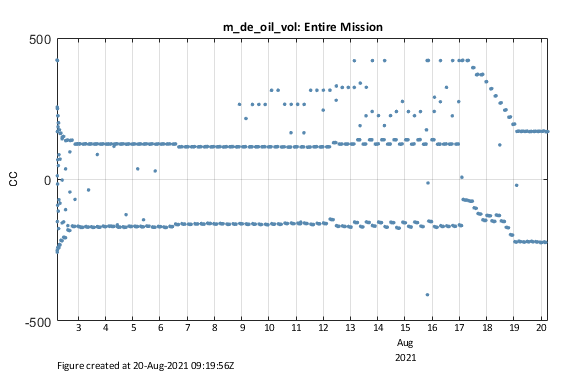 m_de_oil_vol: Entire Mission
500
0
-500
CC
3 4 5 6 7 8 9 10 11 12 13 14 15 16 17 18 19 20
Aug
2021
Figure created at 20-Aug-2021 09:19:56Z